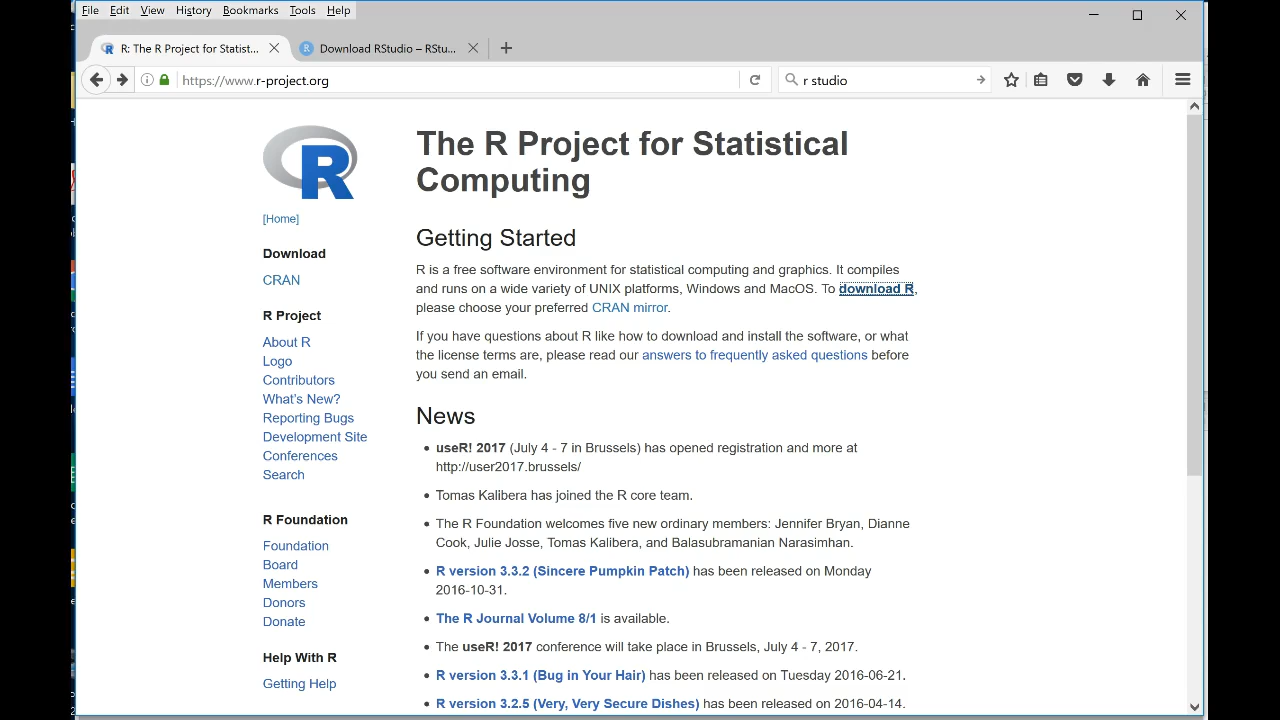 File Edit View History Bookmarks Tools Help
R: The R Project for Statist... Download RStudio – RStu...
https://www.r-project.org r studio
R
[Home]
Download
CRAN
R Project
About R
Logo
Contributors
What's New?
Reporting Bugs
Development Site
Conferences
Search
R Foundation
Foundation
Board
Members
Donors
Donate
Help With R
Getting Help
The R Project for Statistical
Computing
Getting Started
R is a free software environment for statistical computing and graphics. It compiles
and runs on a wide variety of UNIX platforms, Windows and MacOS. To download R,
please choose your preferred CRAN mirror.
If you have questions about R like how to download and install the software, or what
the license terms are, please read our answers to frequently asked questions before
you send an email.
News
useR! 2017 (July 4 - 7 in Brussels) has opened registration and more at
http://user2017.brussels/
Tomas Kalibera has joined the R core team.
The R Foundation welcomes five new ordinary members: Jennifer Bryan, Dianne
Cook, Julie Josse, Tomas Kalibera, and Balasubramanian Narasimhan.
R version 3.3.2 (Sincere Pumpkin Patch) has been released on Monday
2016-10-31.
The R Journal Volume 8/1 is available.
The useR! 2017 conference will take place in Brussels, July 4 - 7, 2017.
R version 3.3.1 (Bug in Your Hair) has been released on Tuesday 2016-06-21.
R version 3.2.5 (Very, Very Secure Dishes) has been released on 2016-04-14.